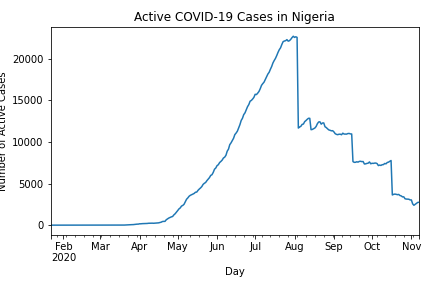 Active COVID-19 Cases in Nigeria
Number of Active Cases
20000
15000
10000
5000
0
Feb Mar Apr May Jun Jul Aug Sep Oct Nov
2020
Day